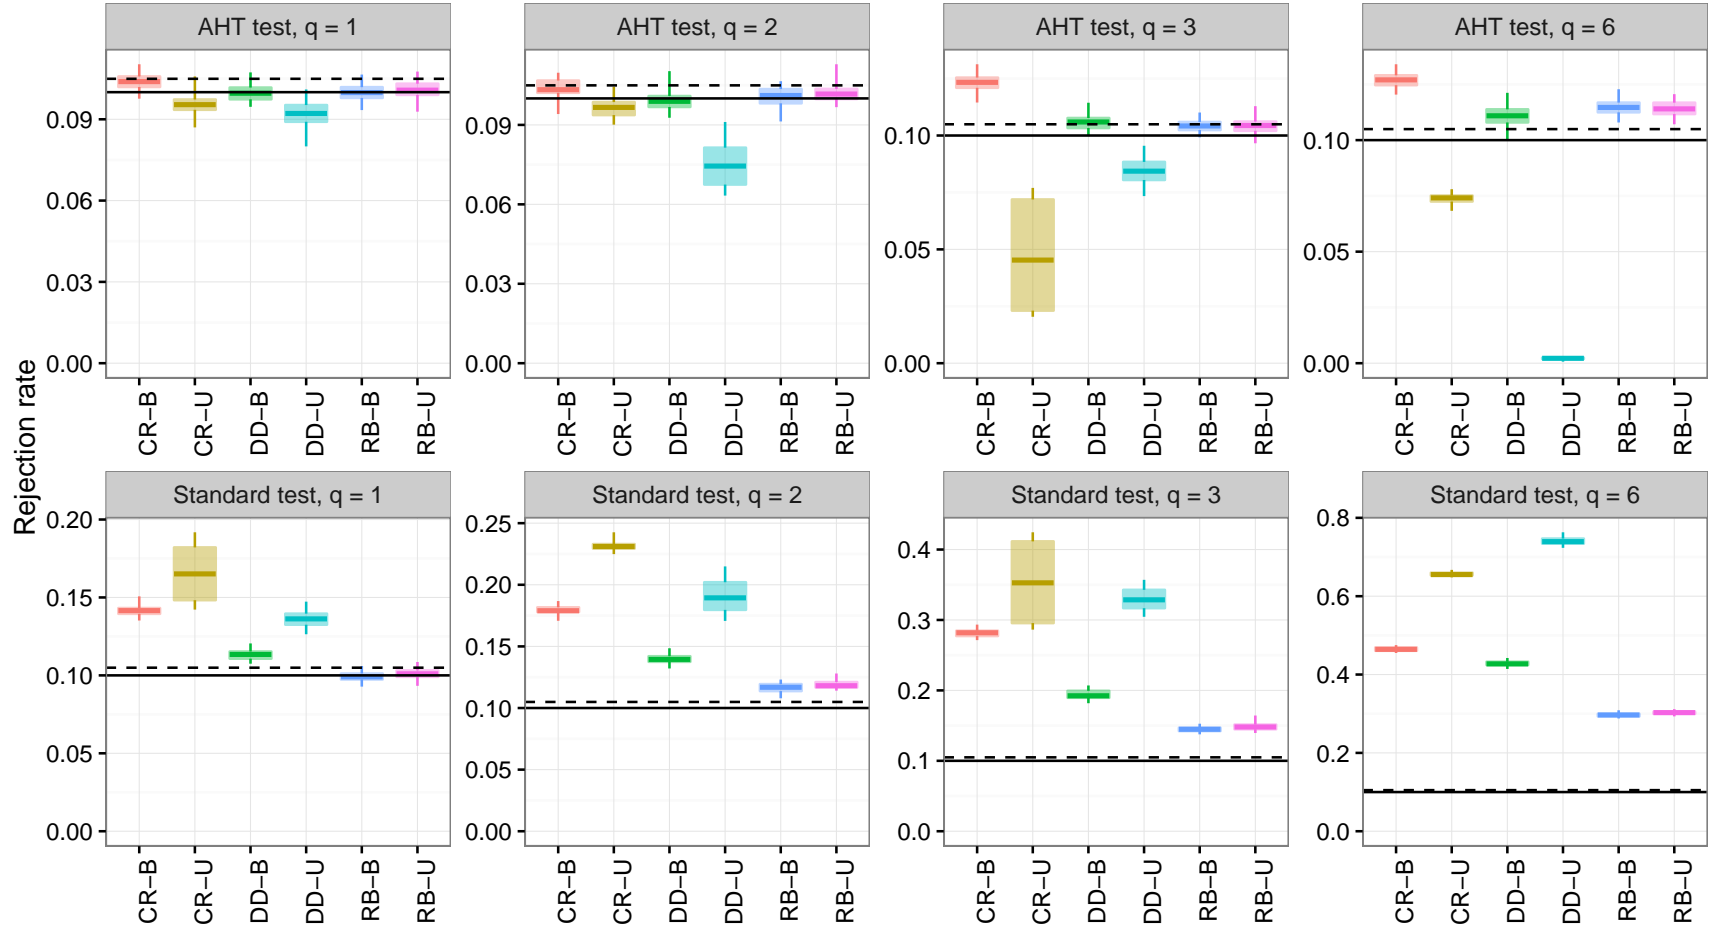 AHT test, q = 1
AHT test, q = 2
AHT test, q = 3
AHT test, q = 6
0.09
0.06
0.03
0.00
0.09
0.06
0.03
0.00
0.10
0.05
0.00
0.10
0.05
0.00
CR−B
CR−U
DD−B
DD−U
RB−B
RB−U
CR−B
CR−U
DD−B
DD−U
RB−B
RB−U
CR−B
CR−U
DD−B
DD−U
RB−B
RB−U
CR−B
CR−U
DD−B
DD−U
RB−B
RB−U
Rejection rate
Standard test, q = 1
Standard test, q = 2
Standard test, q = 3
Standard test, q = 6
0.20
0.15
0.10
0.05
0.00
0.25
0.20
0.15
0.10
0.05
0.00
0.4
0.3
0.2
0.1
0.0
0.8
0.6
0.4
0.2
0.0
CR−B
CR−U
DD−B
DD−U
RB−B
RB−U
CR−B
CR−U
DD−B
DD−U
RB−B
RB−U
CR−B
CR−U
DD−B
DD−U
RB−B
RB−U
CR−B
CR−U
DD−B
DD−U
RB−B
RB−U